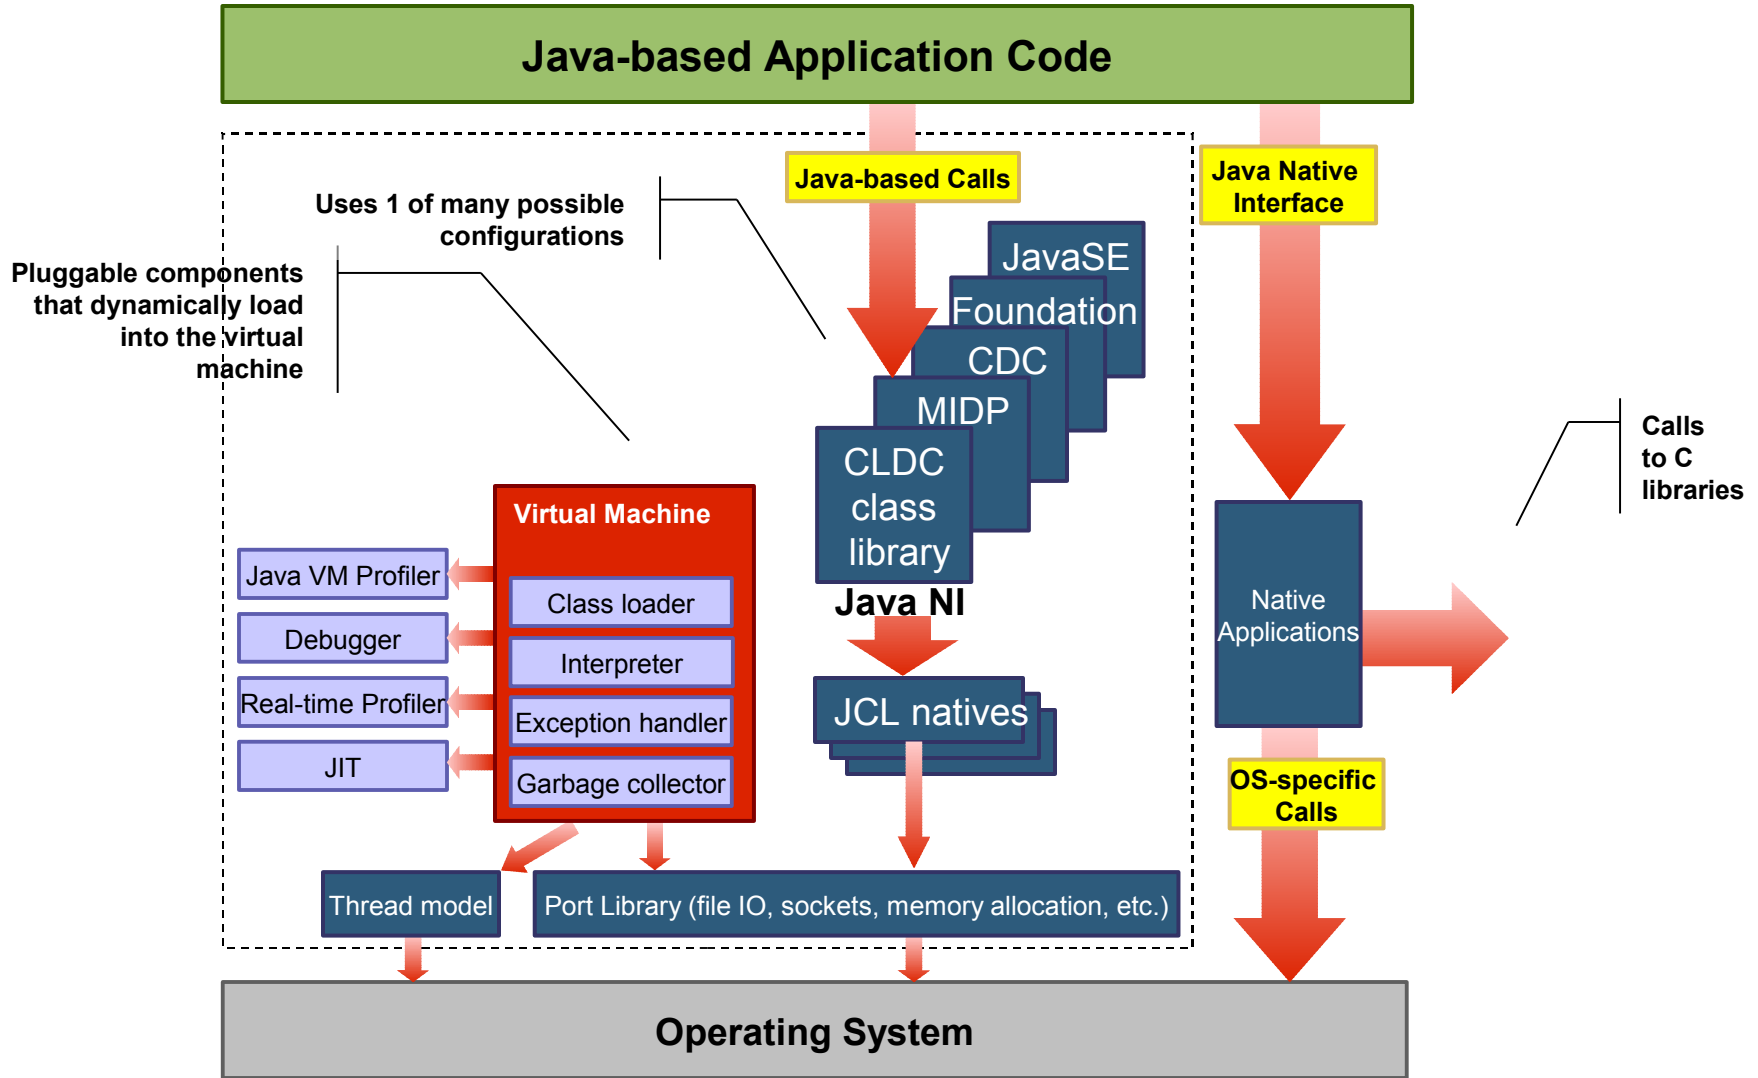 Java-based Application Code
Java-based Calls
Java Native
Interface
Uses 1 of many possible
configurations
Pluggable components
that dynamically load
into the virtual
machine
JavaSE
Foundation
CDC
MIDP
CLDC
class
library
Java NI
Calls
to C
libraries
Virtual Machine
Class loader
Interpreter
Exception handler
Garbage collector
Java VM Profiler
Debugger
Real-time Profiler
JIT
JCL natives
Native
Applications
OS-specific
Calls
Thread model
Port Library (file IO, sockets, memory allocation, etc.)
Operating System